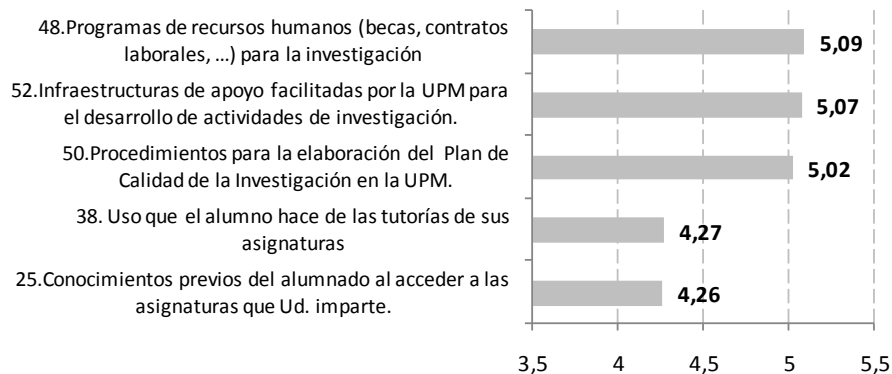 48.Programas de recursos humanos (becas, contratos
laborales, ...) para la investigación
5,09
52.Infraestructuras de apoyo facilitadas por la UPM para
el desarrollo de actividades de investigación.
5,07
50.Procedimientos para la elaboración del Plan de
Calidad de la Investigación en la UPM.
5,02
38. Uso que el alumno hace de las tutorías de sus
asignaturas
4,27
25.Conocimientos previos del alumnado al acceder a las
asignaturas que Ud. imparte.
4,26
3,5 4 4,5 5 5,5